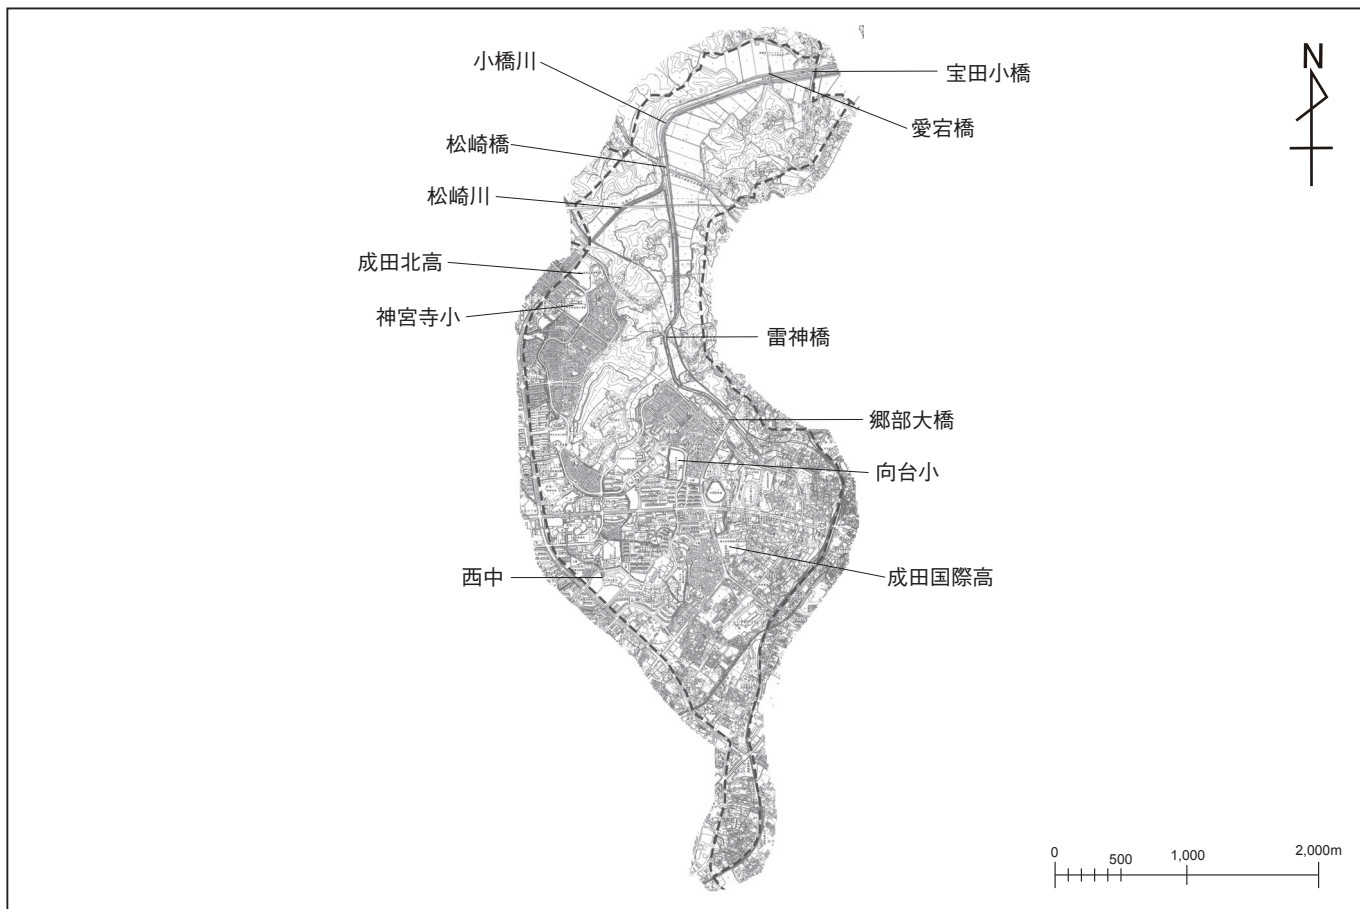 小橋川
宝田小橋
愛宕橋
松崎橋
松崎川
成田北高
神宮寺小
雷神橋
郷部大橋
向台小
西中
成田国際高
N
0
500
1,000
2,000m